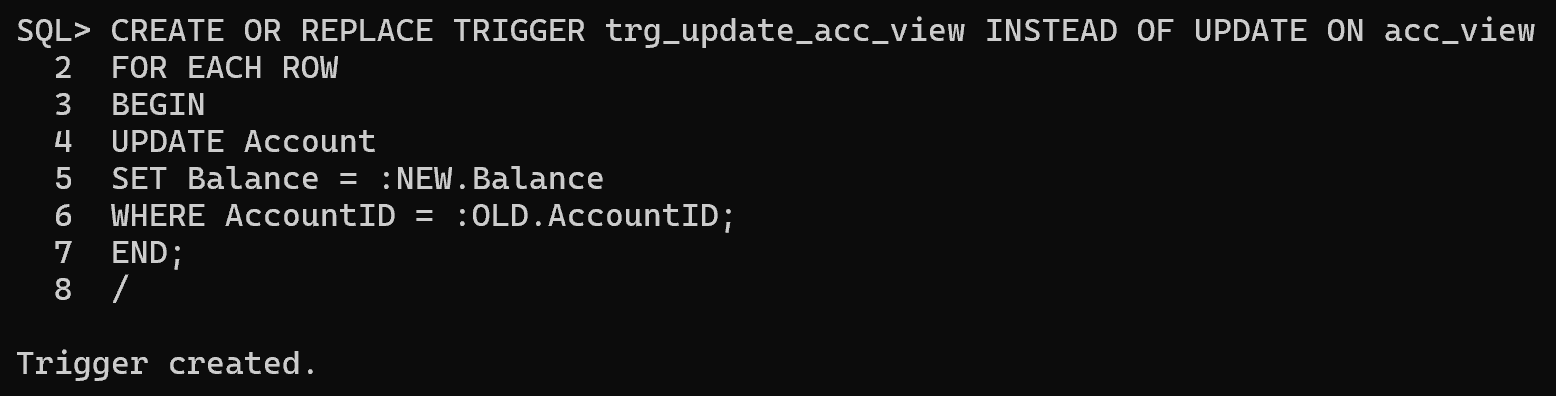 SQL> CREATE OR REPLACE TRIGGER trg_update_acc_view INSTEAD OF UPDATE ON acc_view
  2  FOR EACH ROW
  3  BEGIN
  4  UPDATE Account
  5  SET Balance = :NEW.Balance
  6  WHERE AccountID = :OLD.AccountID;
  7  END;
  8  /
Trigger created.